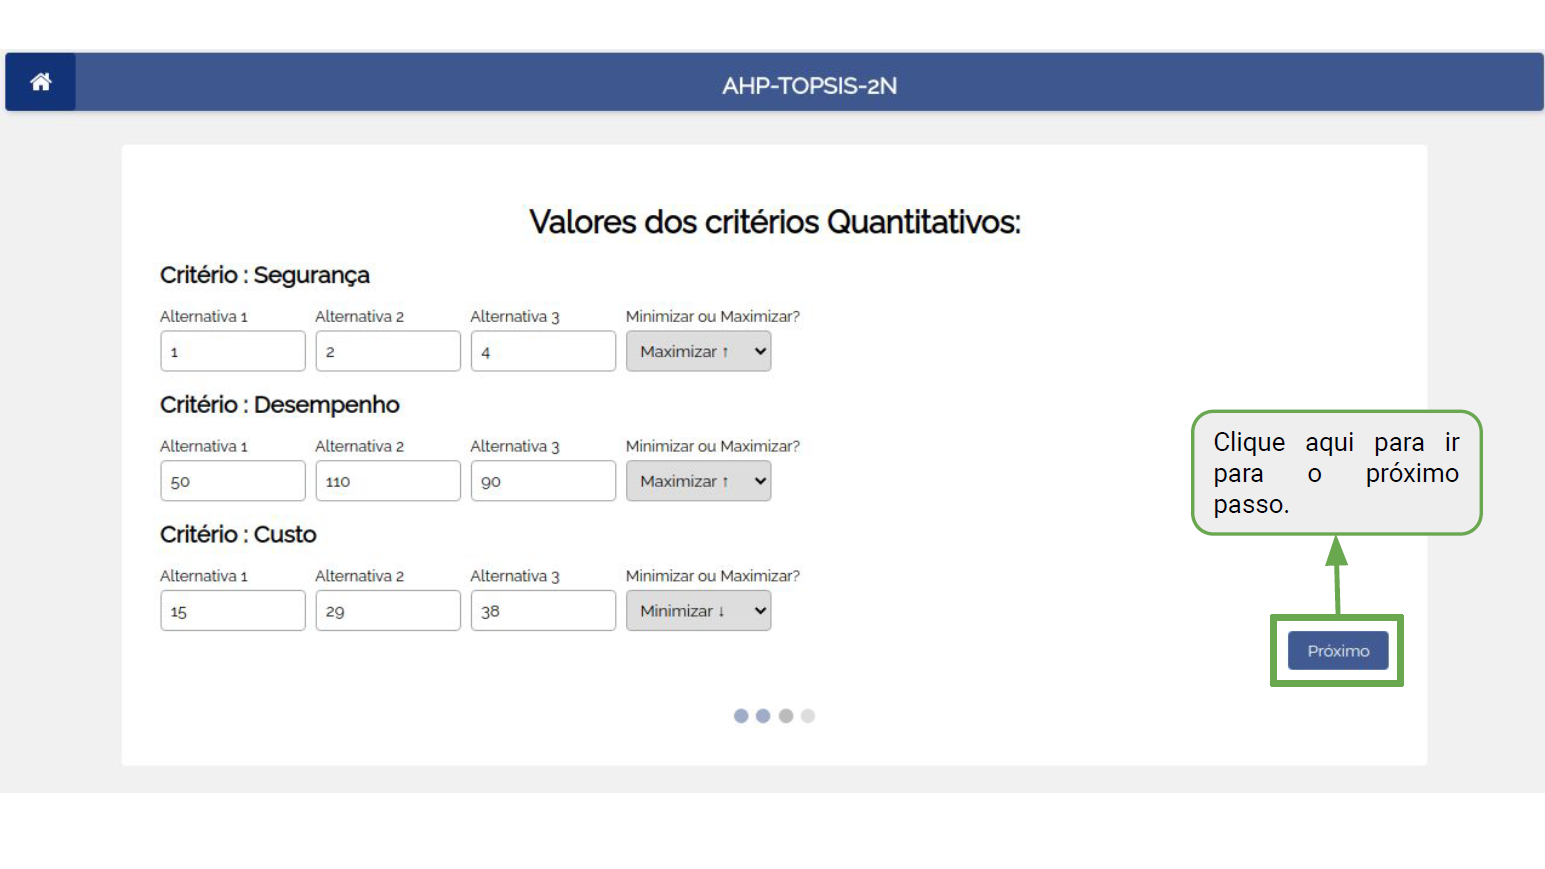 AHP-TOPSIS-2N
Valores dos critérios Quantitativos:
Critério : Segurança
Alternativa 1 Alternativa 2 Alternativa 3 Minimizar ou Maximizar?
1 2 4 Maximizar ↑
Critério : Desempenho
Alternativa 1 Alternativa 2 Alternativa 3 Minimizar ou Maximizar?
50 110 90 Maximizar ↑
Critério : Custo
Alternativa 1 Alternativa 2 Alternativa 3 Minimizar ou Maximizar?
15 29 38 Minimizar ↓
Clique aqui para ir
para o próximo
passo.
Próximo